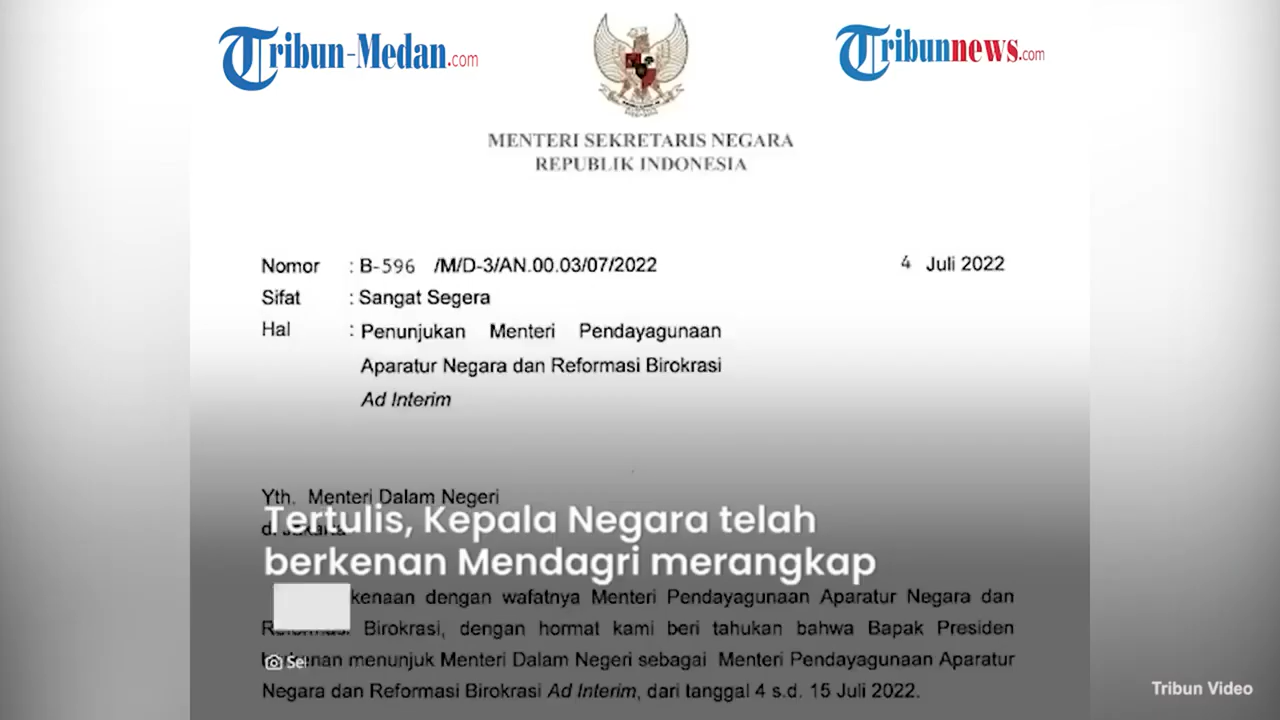 Tribun-Medan.com
Tribunnews.com
MENTERI SEKRETARIS NEGARA
REPUBLIK INDONESIA
Nomor : B-596 /M/D-3/AN.00.03/07/2022 4 Juli 2022
Sifat : Sangat Segera
Hal : Penunjukan Menteri Pendayagunaan
Aparatur Negara dan Reformasi Birokrasi
Ad Interim
Yth. Menteri Dalam Negeri
Tertulis, Kepala Negara telah
berkenan Mendagri merangkap
kenaan dengan wafatnya Menteri Pendayagunaan Aparatur Negara dan
Birokrasi, dengan hormat kami beri tahukan bahwa Bapak Presiden
berkenan menunjuk Menteri Dalam Negeri sebagai Menteri Pendayagunaan Aparatur
Negara dan Reformasi Birokrasi Ad Interim, dari tanggal 4 s.d. 15 Juli 2022.
Tribun Video